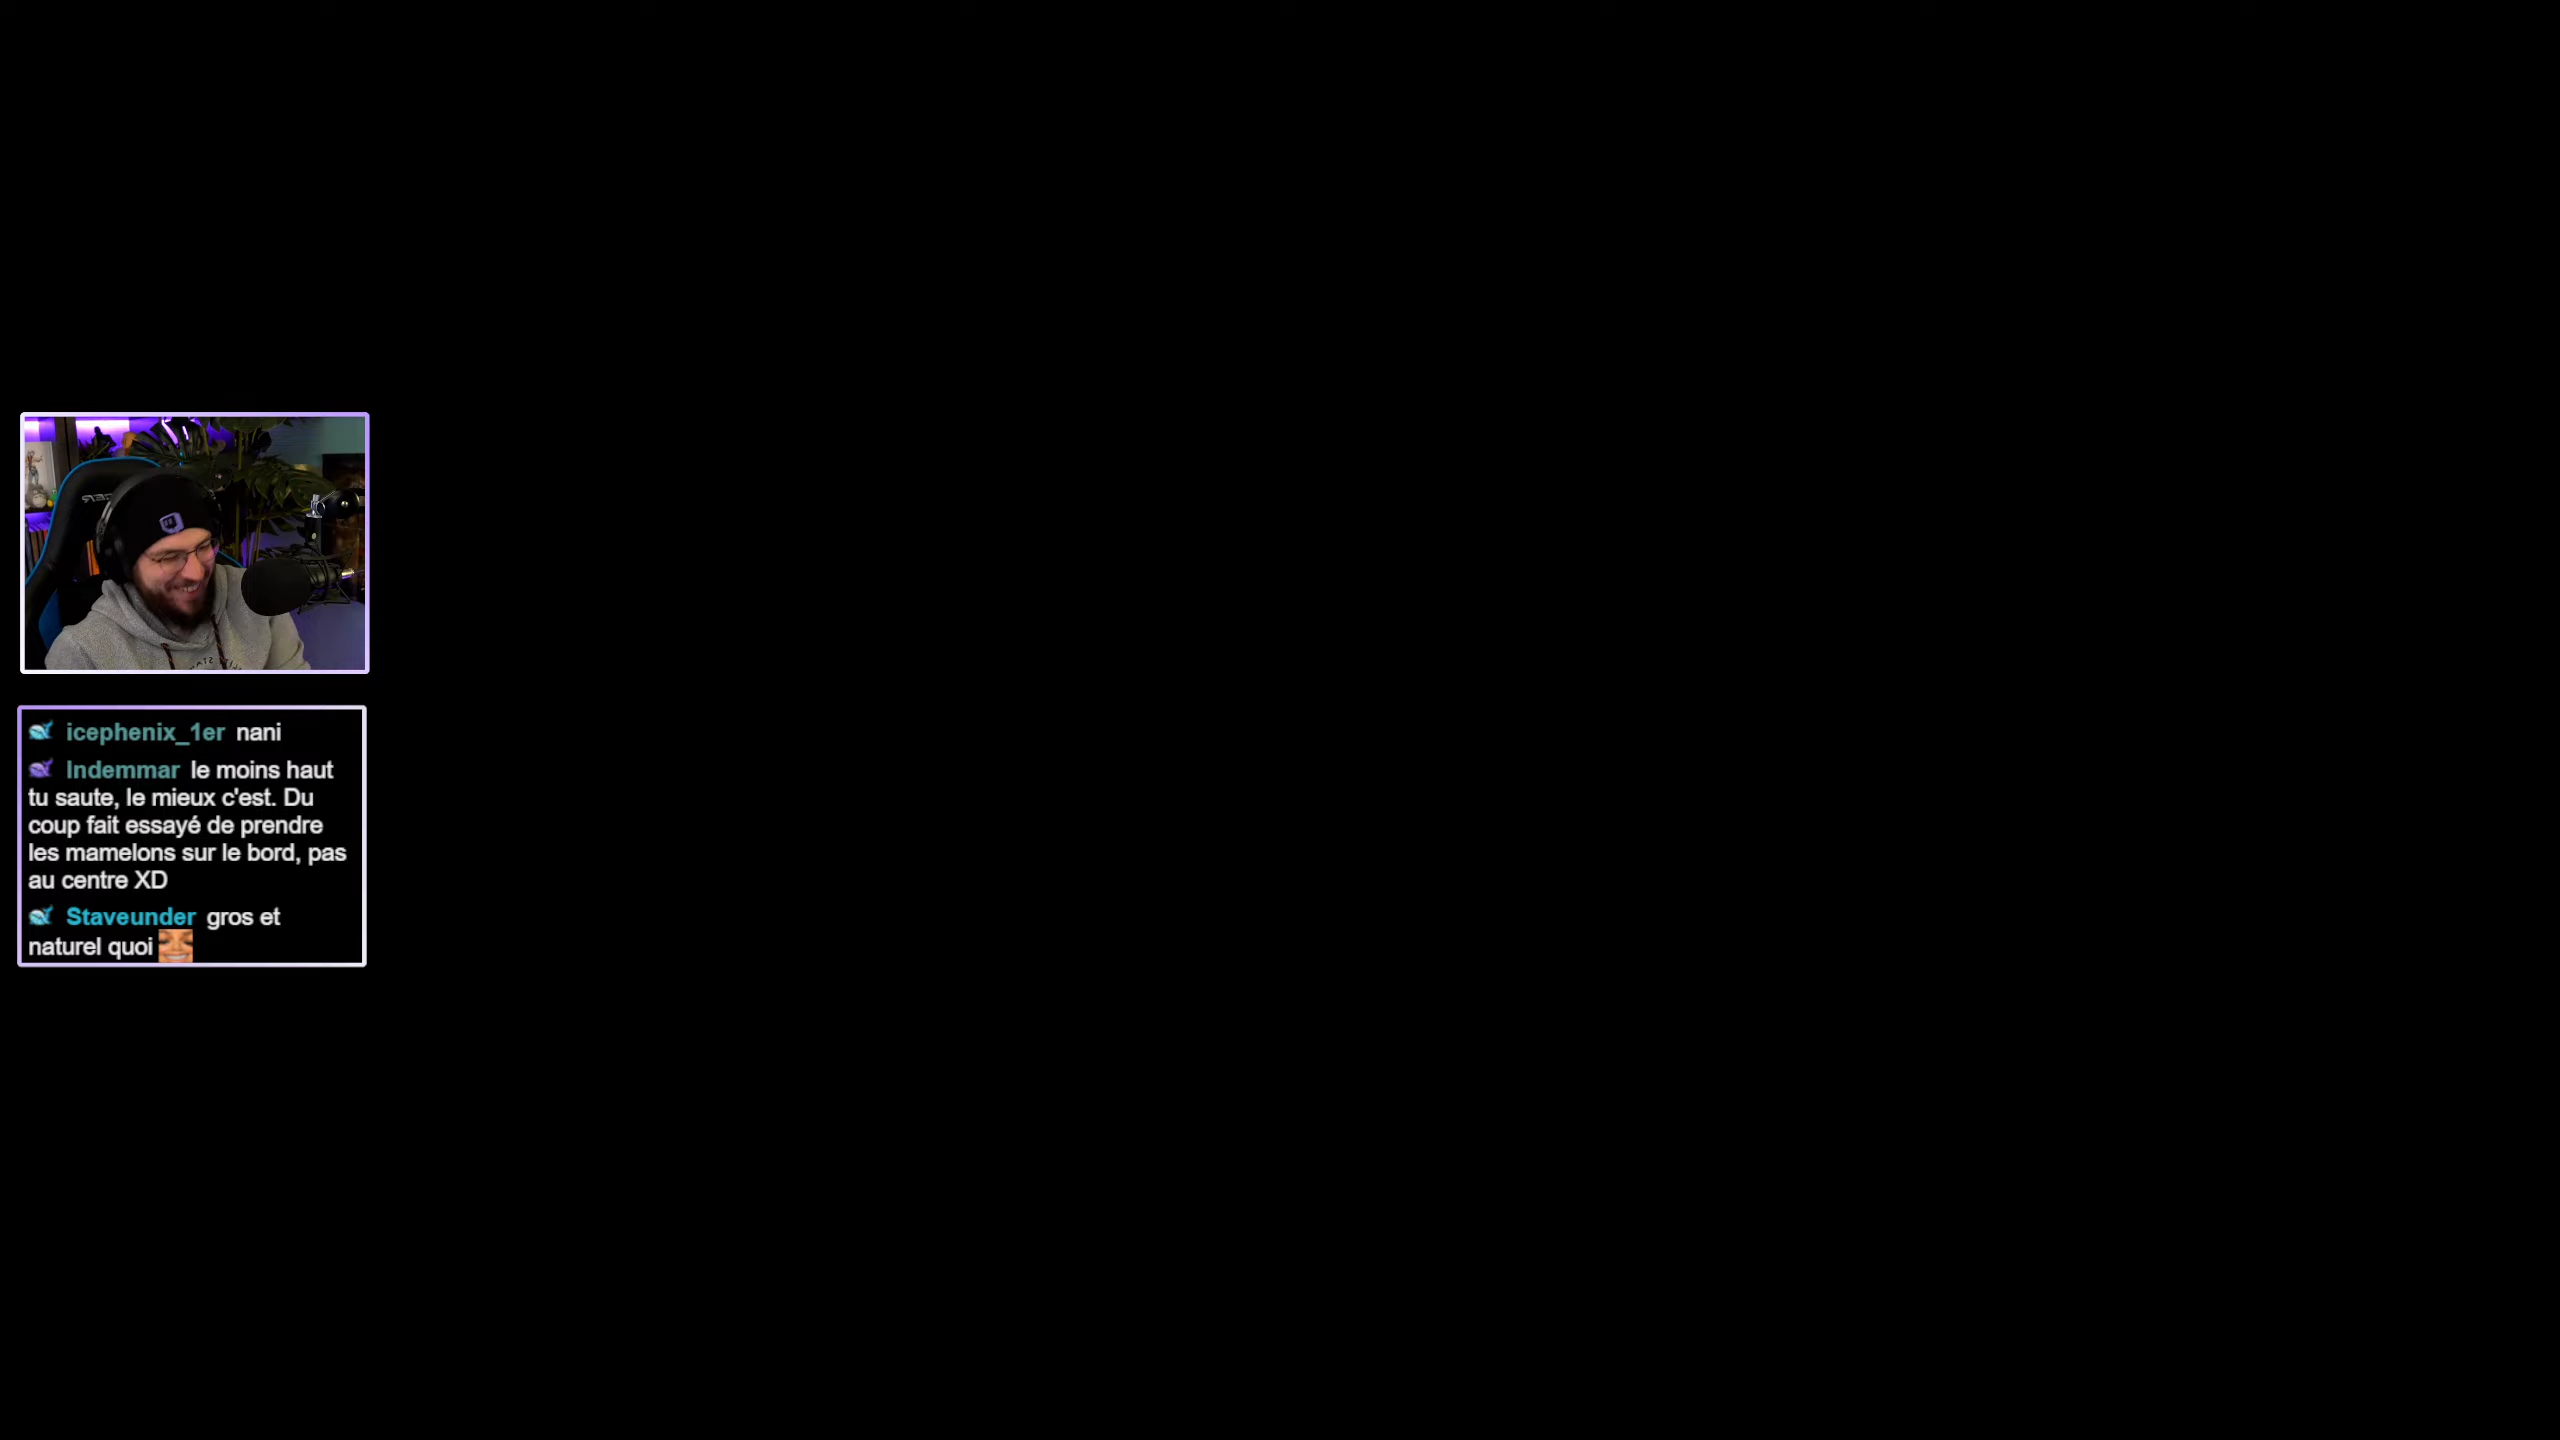 icephenix_1er nani
Indemmar le moins haut
tu saute, le mieux c'est. Du
coup fait essayé de prendre
les mamelons sur le bord, pas
au centre XD
Staveunder gros et
naturel quoi